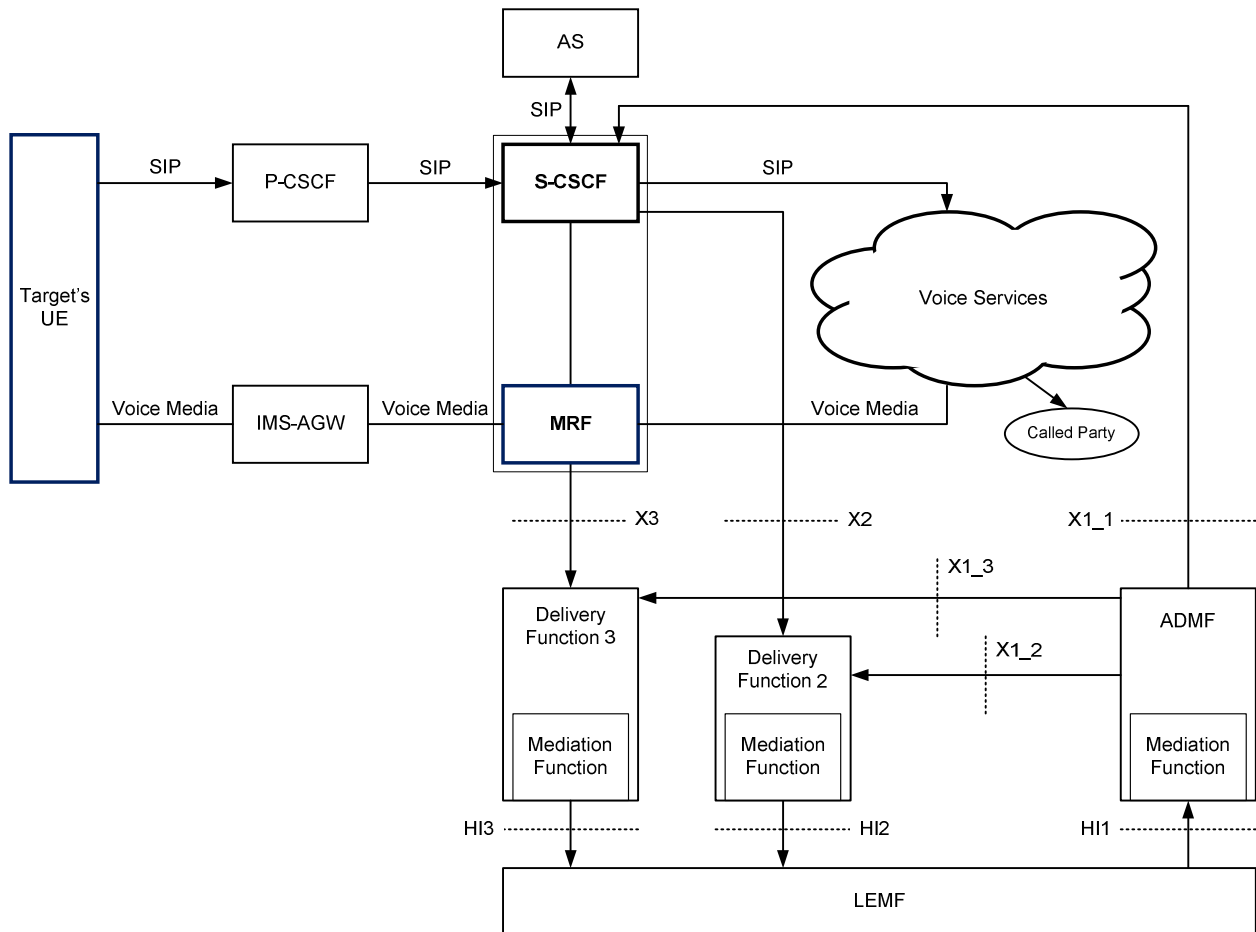 AS
SIP
SIP
P-CSCF
SIP
S-CSCF
SIP
Target's
UE
Voice Services
Voice Media
IMS-AGW
Voice Media
MRF
Voice Media
Called Party
X3
X2
X1_1
X1_3
Delivery
Function 3
ADMF
X1_2
Delivery
Function 2
Mediation
Function
Mediation
Function
Mediation
Function
HI3
HI2
HI1
LEMF